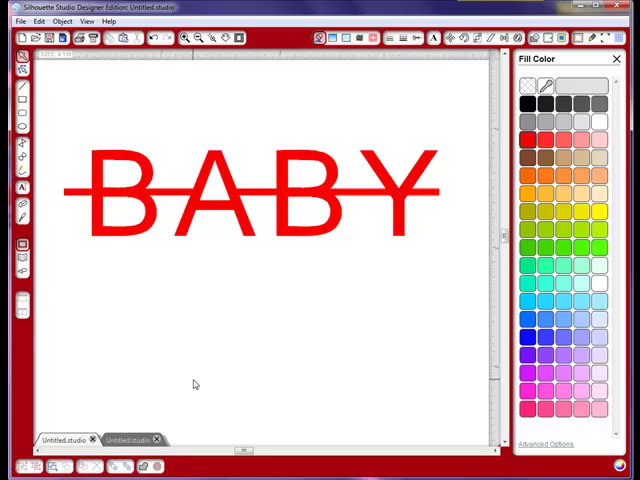 Silhouette Studio Designer Edition: Untitled.studio
File Edit Object View Help
Fill Color
BABY
Untitled.studio
Untitled.studio
Advanced Options